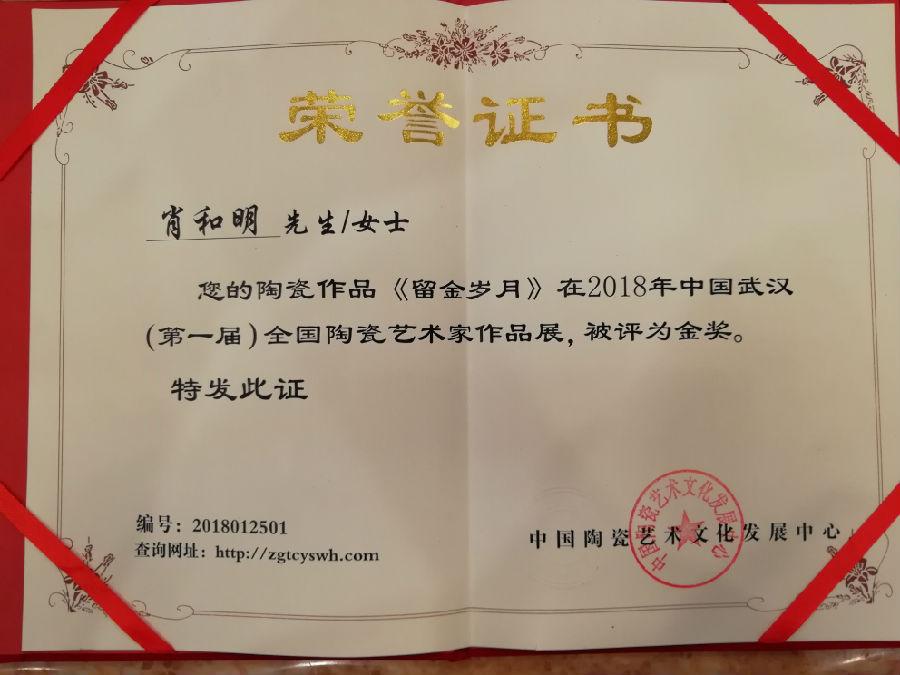 荣誉证书
肖和明 先生/女士
您的陶瓷作品《留金岁月》在2018年中国武汉
(第一届)全国陶瓷艺术家作品展,被评为金奖。
特发此证
编号:2018012501
查询网址:http://zgtcyswh.com
中国陶瓷艺术文化发展中心
中国陶瓷艺术文化发展中心